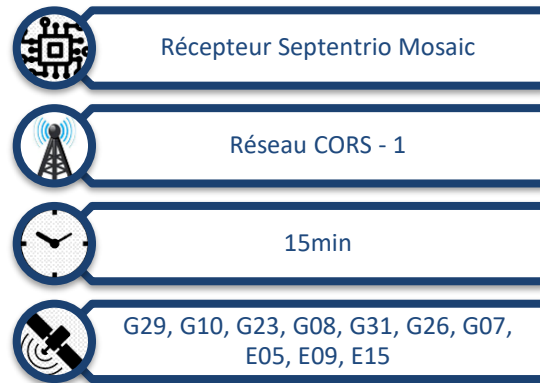 Récepteur Septentrio Mosaic
Réseau CORS - 1
15min
G29, G10, G23, G08, G31, G26, G07,
E05, E09, E15